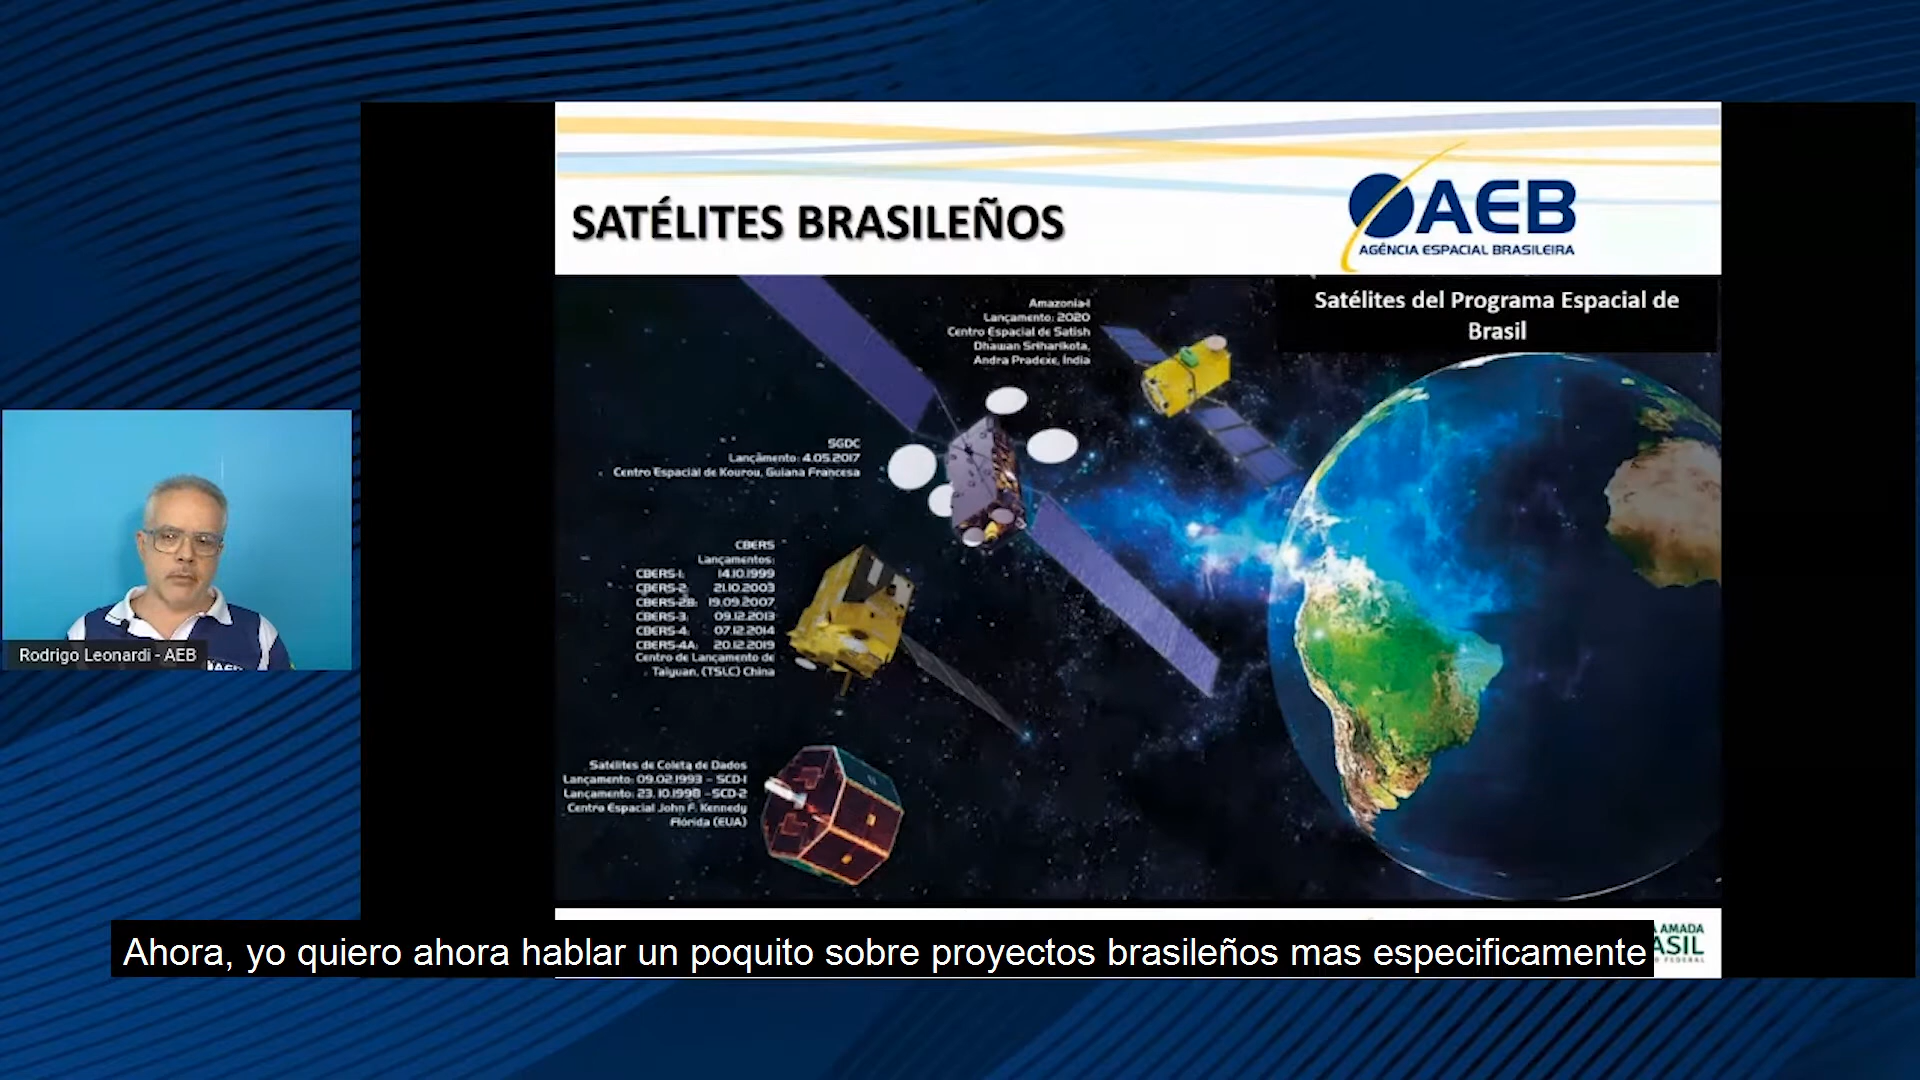 SATÉLITES BRASILEÑOS
AEB
AGÊNCIA ESPACIAL BRASILEIRA
Satélites del Programa Espacial de
Brasil
Amazonia-I
Lançamento: 2020
Centro Espacial de Satish
Dhawan Sriharikota,
Andra Pradexe, Índia
SGDC
Lançamento: 4.05.2017
Centro Espacial de Kourou, Guiana Francesa
CBERS
Lançamentos:
CBERS-1: 14.10.1999
CBERS-2: 21.10.2003
CBERS-2B: 19.09.2007
CBERS-3: 09.12.2013
CBERS-4: 07.12.2014
CBERS-4A: 20.12.2019
Centro de Lançamento de
Taiyuan, (TSLC) China
Satélites de Coleta de Dados
Lançamento: 09.02.1993 – SCD-1
Lançamento: 23.10.1998 –SCD-2
Centro Espacial John F. Kennedy
Flórida (EUA)
Rodrigo Leonardi - AEB
AEB
Ahora, yo quiero ahora hablar un poquito sobre proyectos brasileños mas especificamente
AMADA
ASIL
FEDERAL